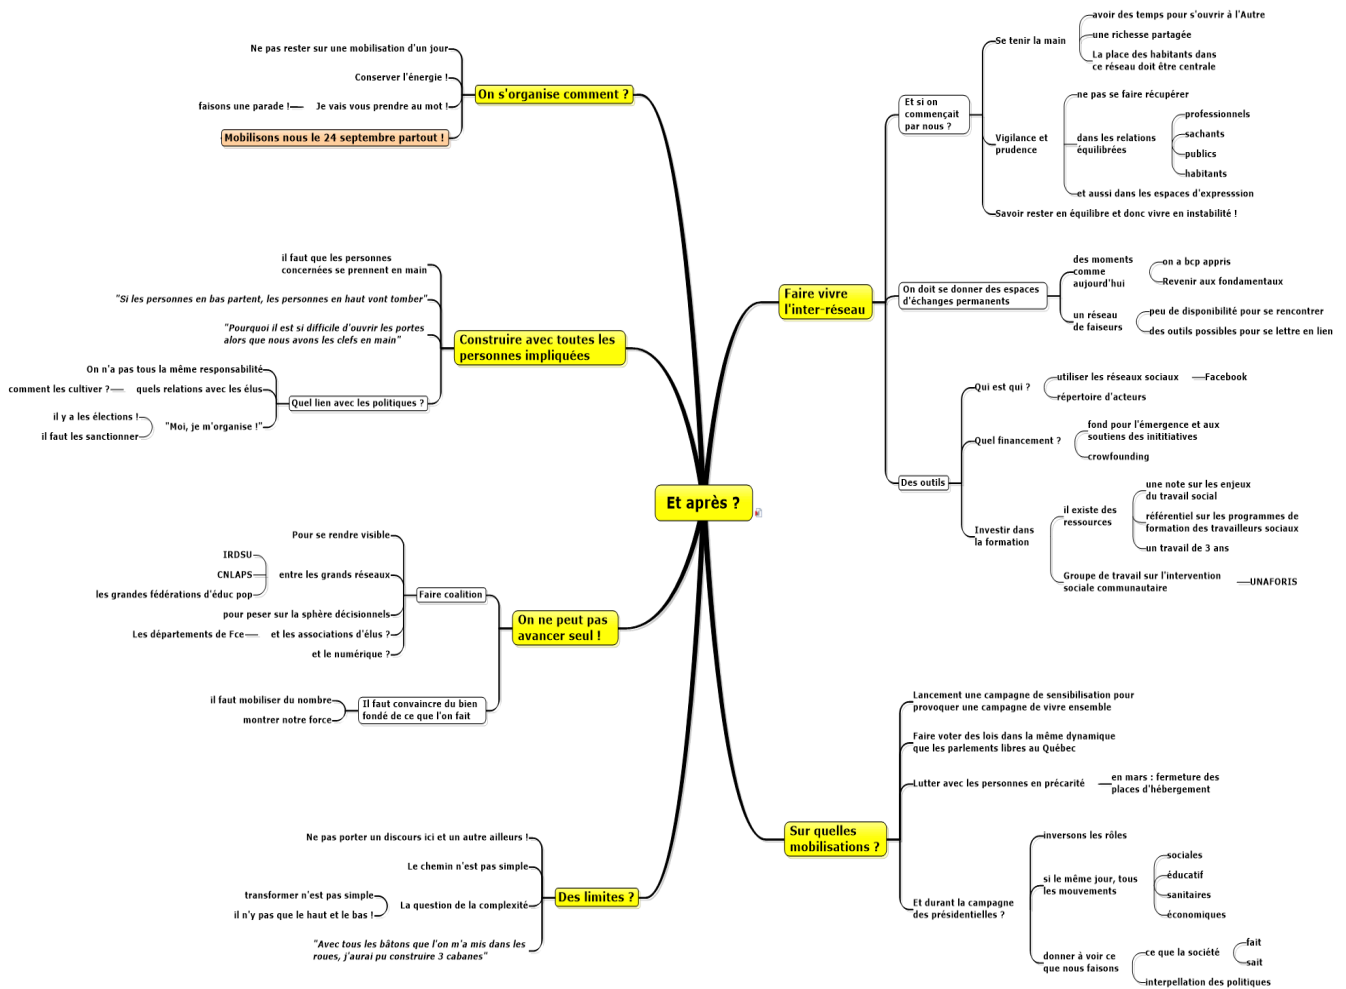 Et après ?
On s'organise comment ?
Ne pas rester sur une mobilisation d'un jour
Conserver l'énergie !
Je vais vous prendre au mot !
faisons une parade !
Mobilisons nous le 24 septembre partout !
Construire avec toutes les
personnes impliquées
il faut que les personnes
concernées se prennent en main
"Si les personnes en bas partent, les personnes en haut vont tomber"
"Pourquoi il est si difficile d'ouvrir les portes
alors que nous avons les clefs en main"
Quel lien avec les politiques ?
On n'a pas tous la même responsabilité
quels relations avec les élus
comment les cultiver ?
"Moi, je m'organise !"
il y a les élections !
il faut les sanctionner
On ne peut pas
avancer seul !
Faire coalition
Pour se rendre visible
entre les grands réseaux
IRDSU
CNLAPS
les grandes fédérations d'éduc pop
pour peser sur la sphère décisionnels
et les associations d'élus ?
Les départements de Fce
et le numérique ?
Il faut convaincre du bien
fondé de ce que l'on fait
il faut mobiliser du nombre
montrer notre force
Des limites ?
Ne pas porter un discours ici et un autre ailleurs !
Le chemin n'est pas simple
La question de la complexité
transformer n'est pas simple
il n'y pas que le haut et le bas !
"Avec tous les bâtons que l'on m'a mis dans les
roues, j'aurai pu construire 3 cabanes"
Faire vivre
l'inter-réseau
Et si on
commençait
par nous ?
Se tenir la main
avoir des temps pour s'ouvrir à l'Autre
une richesse partagée
La place des habitants dans
ce réseau doit être centrale
Vigilance et
prudence
ne pas se faire récupérer
dans les relations
équilibrées
professionnels
sachants
publics
habitants
et aussi dans les espaces d'expresssion
Savoir rester en équilibre et donc vivre en instabilité !
On doit se donner des espaces
d'échanges permanents
des moments
comme
aujourd'hui
on a bcp appris
Revenir aux fondamentaux
un réseau
de faiseurs
peu de disponibilité pour se rencontrer
des outils possibles pour se lettre en lien
Des outils
Qui est qui ?
utiliser les réseaux sociaux
Facebook
répertoire d'acteurs
Quel financement ?
fond pour l'émergence et aux
soutiens des inititiatives
crowfounding
Investir dans
la formation
il existe des
ressources
une note sur les enjeux
du travail social
référentiel sur les programmes de
formation des travailleurs sociaux
un travail de 3 ans
Groupe de travail sur l'intervention
sociale communautaire
UNAFORIS
Sur quelles
mobilisations ?
Lancement une campagne de sensibilisation pour
provoquer une campagne de vivre ensemble
Faire voter des lois dans la même dynamique
que les parlements libres au Québec
Lutter avec les personnes en précarité
en mars : fermeture des
places d'hébergement
Et durant la campagne
des présidentielles ?
inversons les rôles
si le même jour, tous
les mouvements
sociales
éducatif
sanitaires
économiques
donner à voir ce
que nous faisons
ce que la société
fait
sait
interpellation des politiques